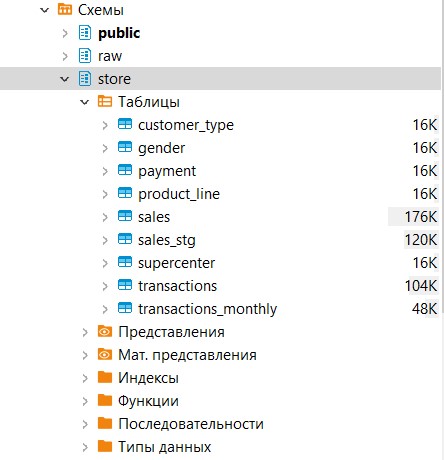 Схемы
public
raw
store
Таблицы
customer_type 16K
gender 16K
payment 16K
product_line 16K
sales 176K
sales_stg 120K
supercenter 16K
transactions 104K
transactions_monthly 48K
Представления
Мат. представления
Индексы
Функции
Последовательности
Типы данных